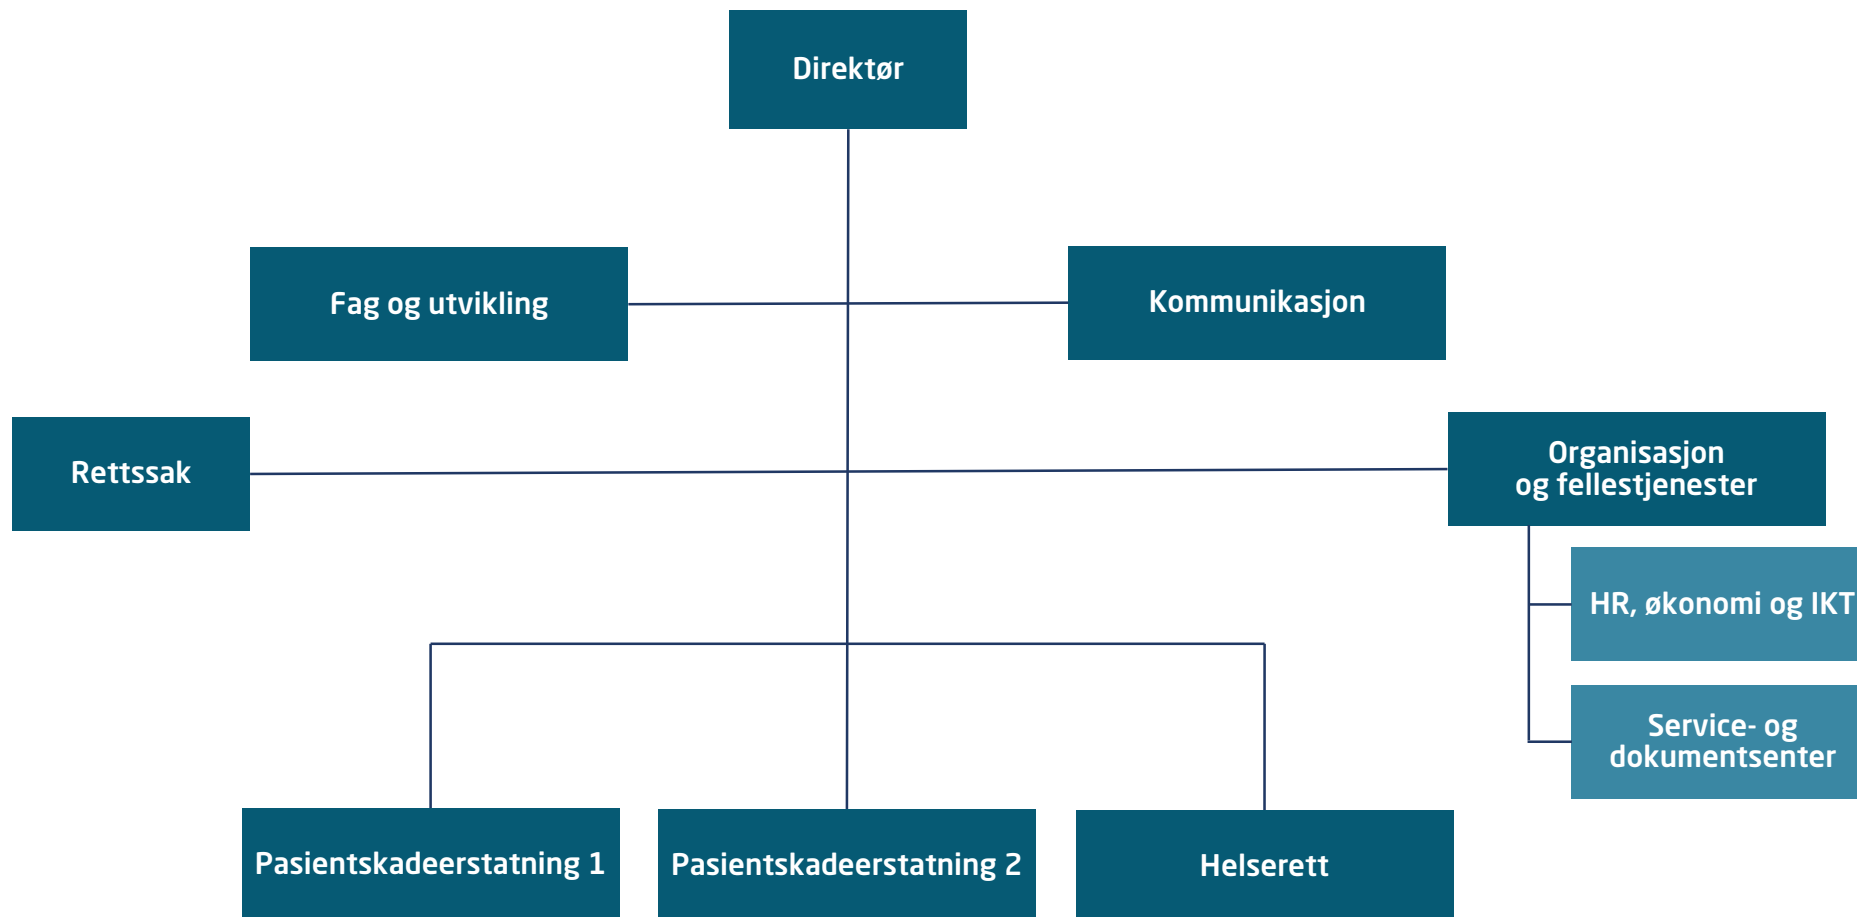 Direktør
Fag og utvikling
Kommunikasjon
Rettssak
Organisasjon
og fellestjenester
HR, økonomi og IKT
Service- og
dokumentsenter
Pasientskadeerstatning 1
Pasientskadeerstatning 2
Helserett